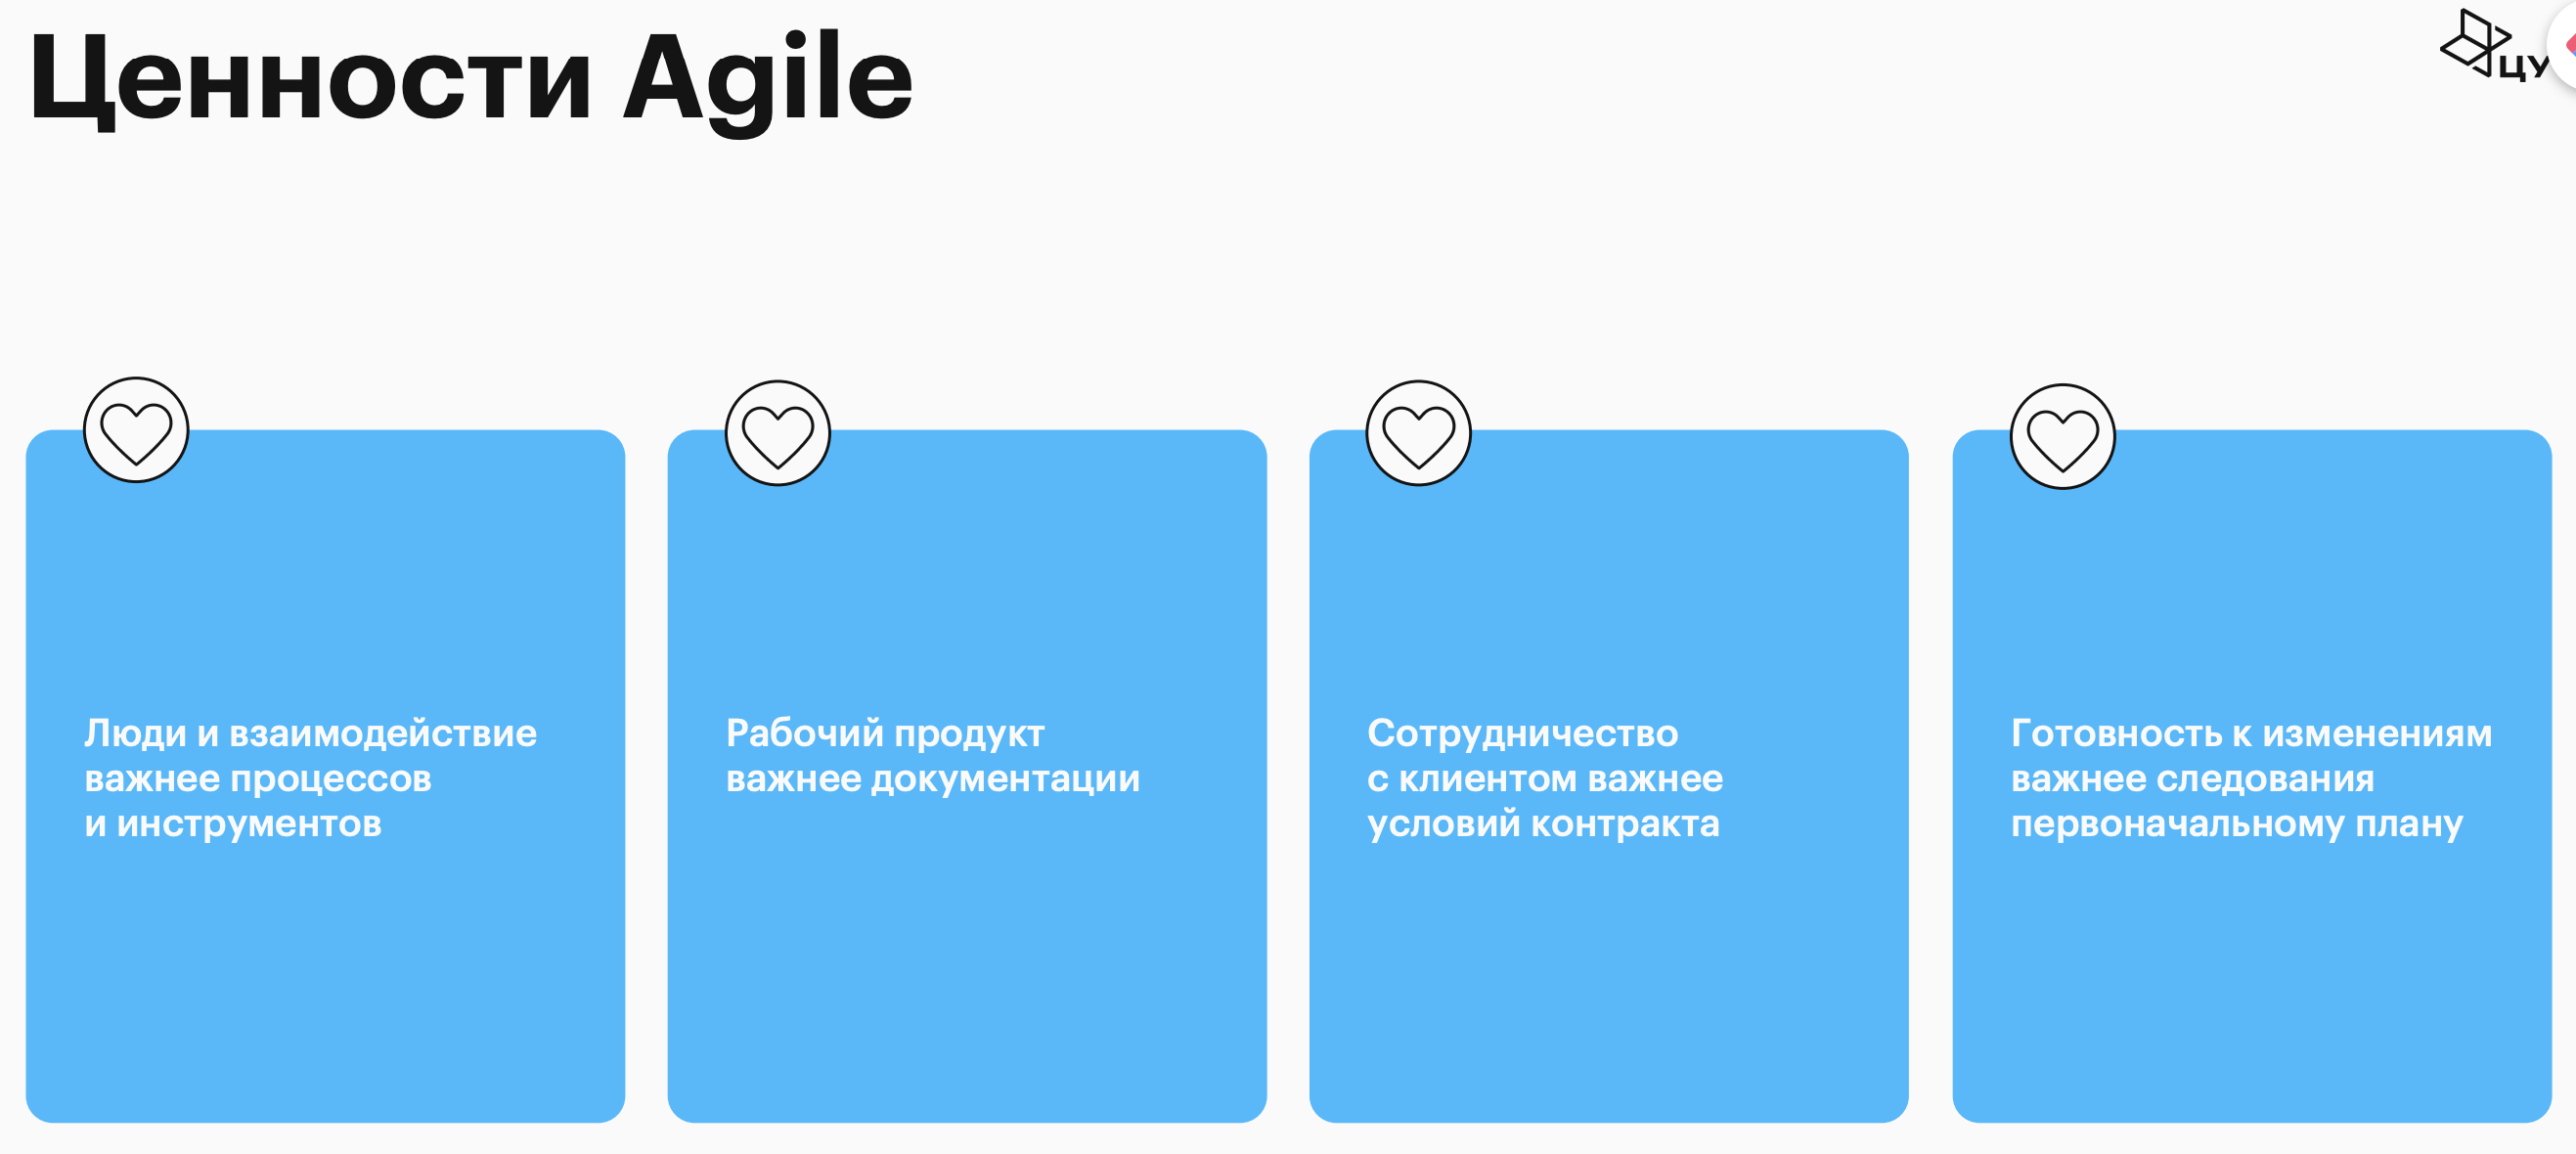 Ценности Agile
ЦУ
Люди и взаимодействие
важнее процессов
и инструментов
Рабочий продукт
важнее документации
Сотрудничество
с клиентом важнее
условий контракта
Готовность к изменениям
важнее следования
первоначальному плану